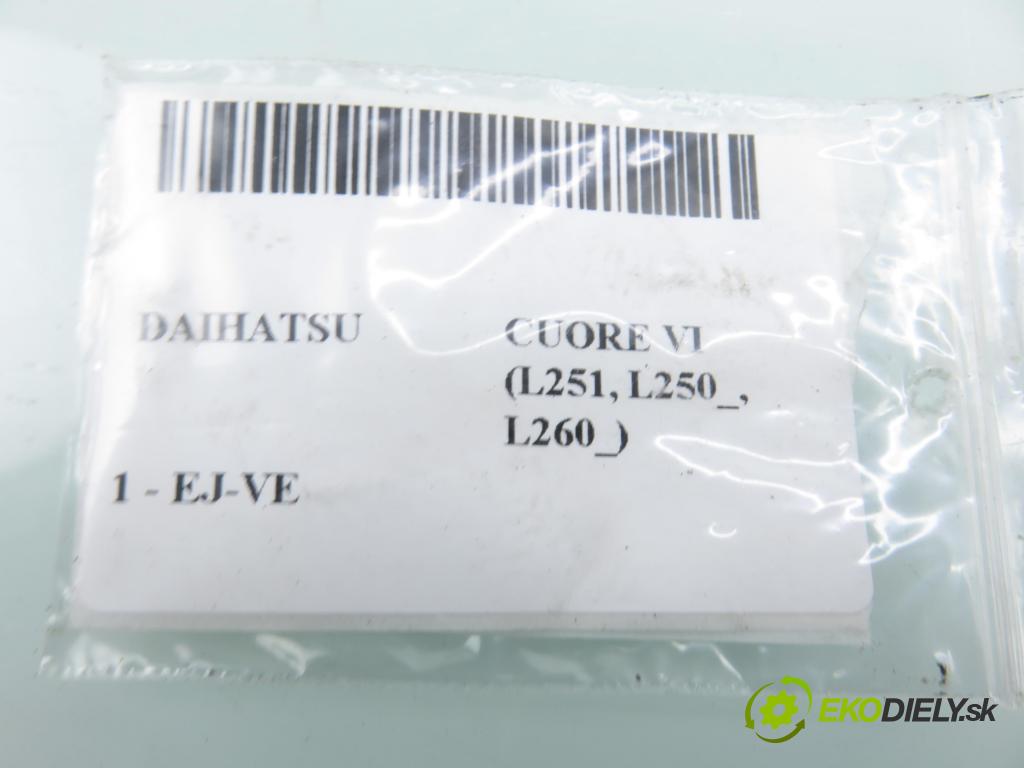 DAIHATSU
CUORE VI
(L251, L250_,
L260_)
1 - EJ-VE
EKODIELY.sk